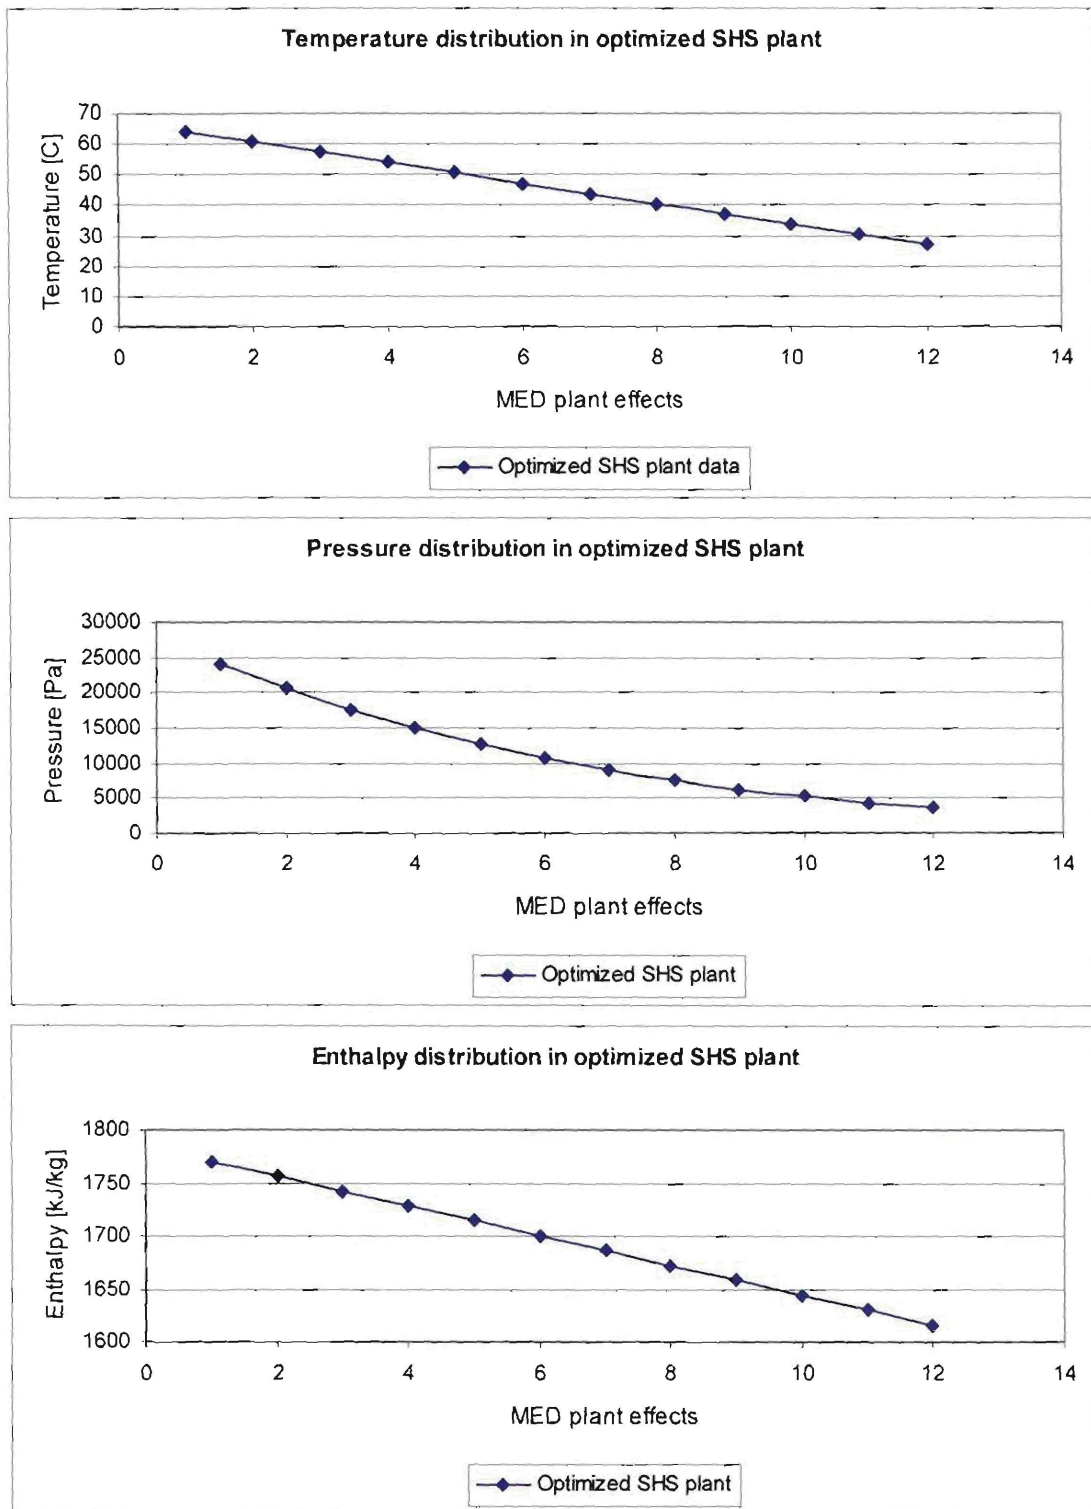 Temperature distribution in optimized SHS plant
70
60
50
40
30
20
10
0
Temperature [C]
0 2 4 6 8 10 12 14
MED plant effects
Optimized SHS plant data
Pressure distribution in optimized SHS plant
30000
25000
20000
15000
10000
5000
0
Pressure [Pa]
0 2 4 6 8 10 12 14
MED plant effects
Optimized SHS plant
Enthalpy distribution in optimized SHS plant
1800
1750
1700
1650
1600
Enthalpy [kJ/kg]
0 2 4 6 8 10 12 14
MED plant effects
Optimized SHS plant